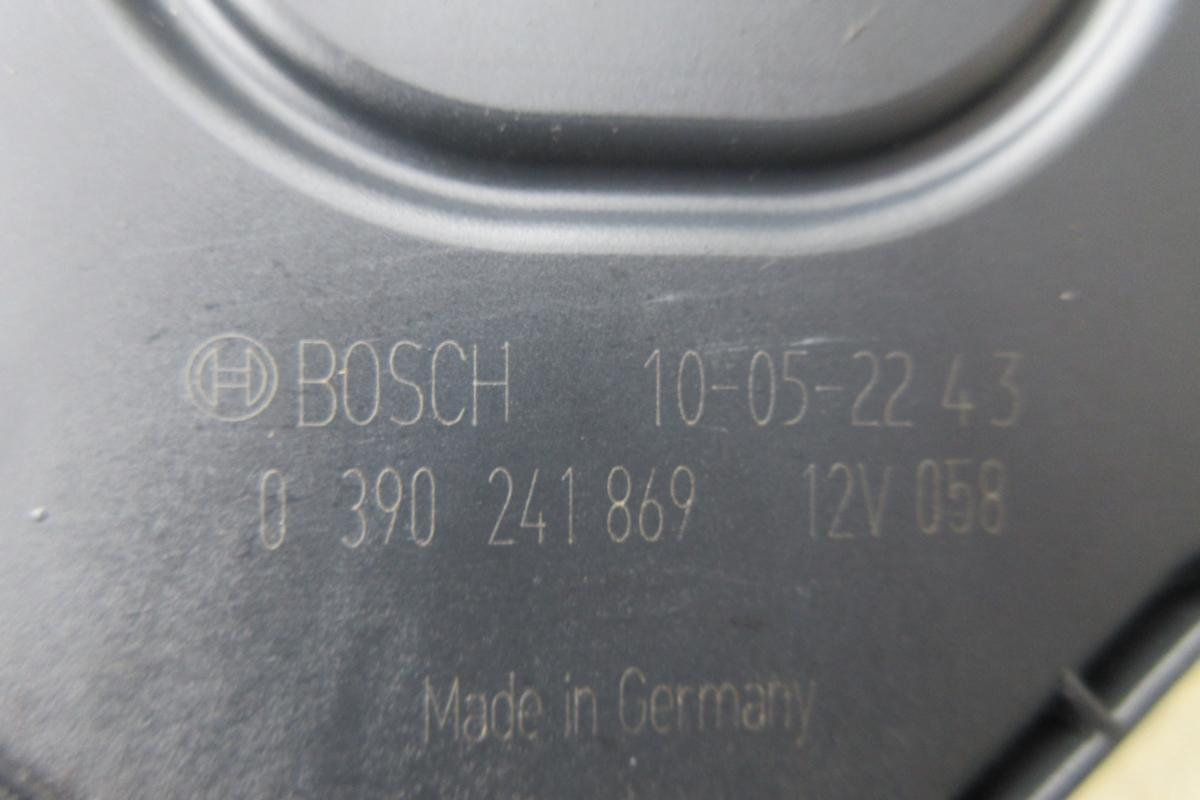 BOSCH 10-05-22 43
0 390 241 869 12V 058
Made in Germany